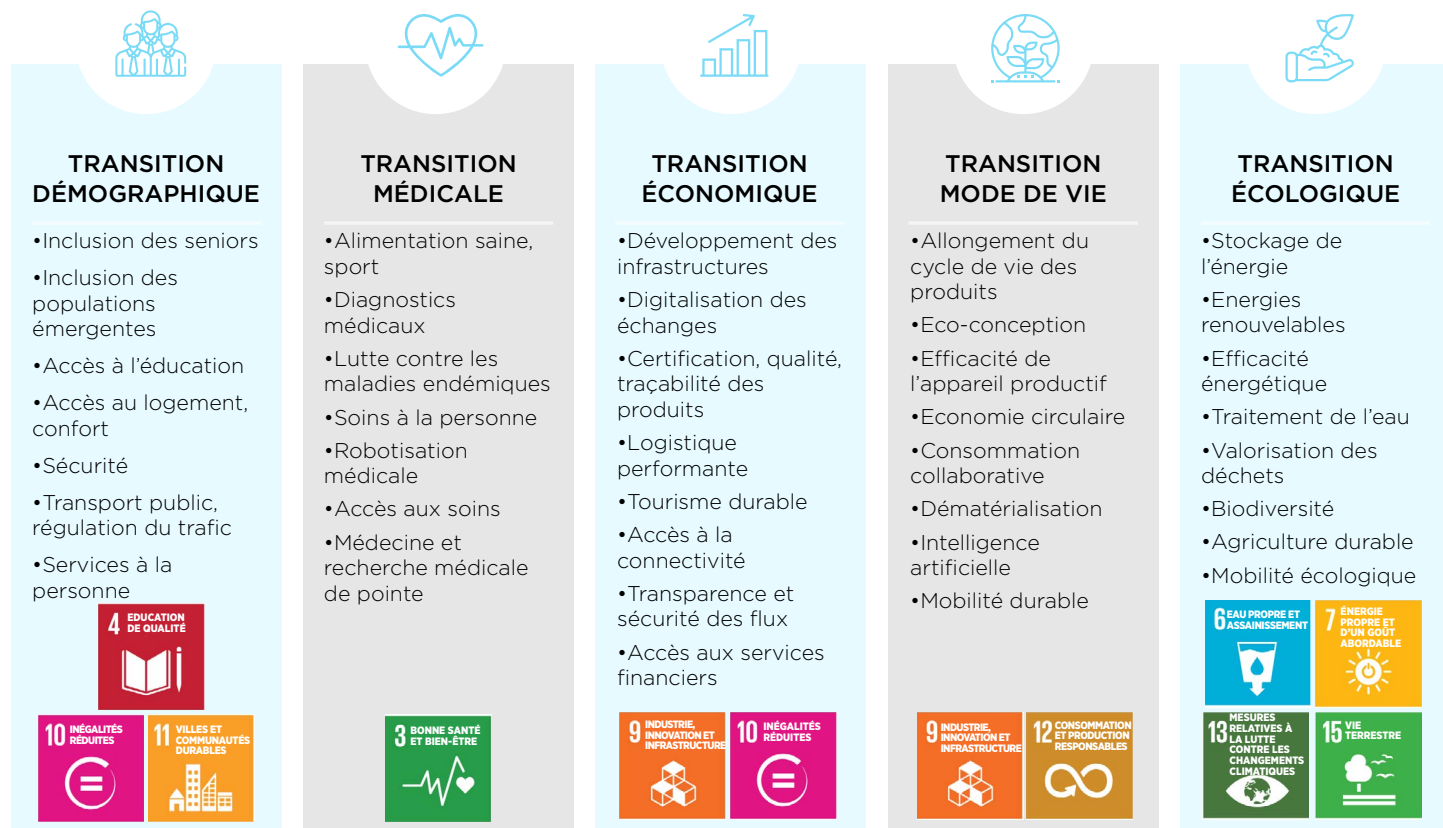 TRANSITION
DÉMOGRAPHIQUE
•Inclusion des seniors
•Inclusion des
populations
émergentes
•Accès à l'éducation
•Accès au logement,
confort
•Sécurité
•Transport public,
régulation du trafic
•Services à la
personne
4 EDUCATION
DE QUALITÉ
10 INÉGALITÉS
RÉDUITES
11 VILLES ET
COMMUNAUTÉS
DURABLES
TRANSITION
MÉDICALE
•Alimentation saine,
sport
•Diagnostics
médicaux
•Lutte contre les
maladies endémiques
•Soins à la personne
•Robotisation
médicale
•Accès aux soins
•Médecine et
recherche médicale
de pointe
3 BONNE SANTÉ
ET BIEN-ÊTRE
TRANSITION
ÉCONOMIQUE
•Développement des
infrastructures
•Digitalisation des
échanges
•Certification, qualité,
traçabilité des
produits
•Logistique
performante
•Tourisme durable
•Accès à la
connectivité
•Transparence et
sécurité des flux
•Accès aux services
financiers
9 INDUSTRIE,
INNOVATION ET
INFRASTRUCTURE
10 INÉGALITÉS
RÉDUITES
TRANSITION
MODE DE VIE
•Allongement du
cycle de vie des
produits
•Eco-conception
•Efficacité de
l'appareil productif
•Economie circulaire
•Consommation
collaborative
•Dématérialisation
•Intelligence
artificielle
•Mobilité durable
9 INDUSTRIE,
INNOVATION ET
INFRASTRUCTURE
12 CONSOMMATION
ET PRODUCTION
RESPONSABLES
TRANSITION
ÉCOLOGIQUE
•Stockage de
l'énergie
•Energies
renouvelables
•Efficacité
énergétique
•Traitement de l'eau
•Valorisation des
déchets
•Biodiversité
•Agriculture durable
•Mobilité écologique
6 EAU PROPRE ET
ASSAINISSEMENT
7 ÉNERGIE
PROPRE ET
D'UN GOÛT
ABORDABLE
13 MESURES
RELATIVES À
LA LUTTE
CONTRE LES
CHANGEMENTS
CLIMATIQUES
15 VIE
TERRESTRE